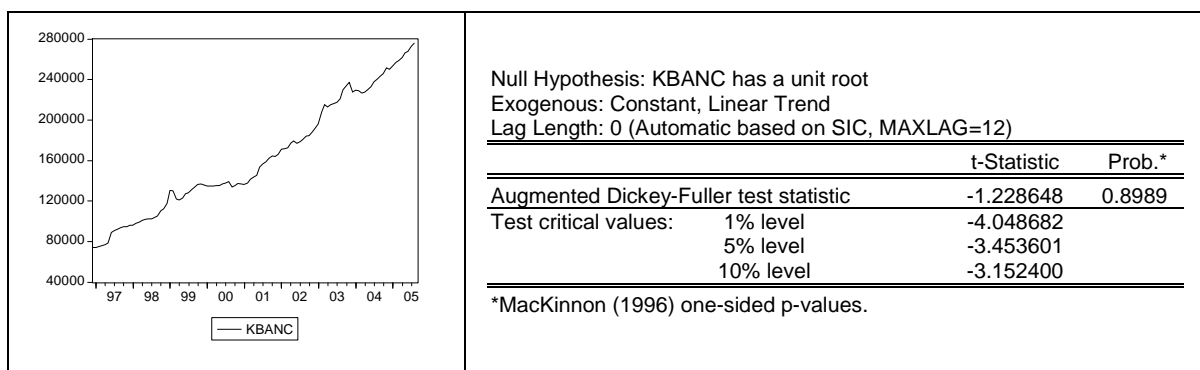 280000
240000
200000
160000
120000
80000
40000
97 98 99 00 01 02 03 04 05
KBANC
Null Hypothesis: KBANC has a unit root
Exogenous: Constant, Linear Trend
Lag Length: 0 (Automatic based on SIC, MAXLAG=12)
t-Statistic Prob.*
Augmented Dickey-Fuller test statistic -1.228648 0.8989
Test critical values: 1% level -4.048682
5% level -3.453601
10% level -3.152400
*MacKinnon (1996) one-sided p-values.